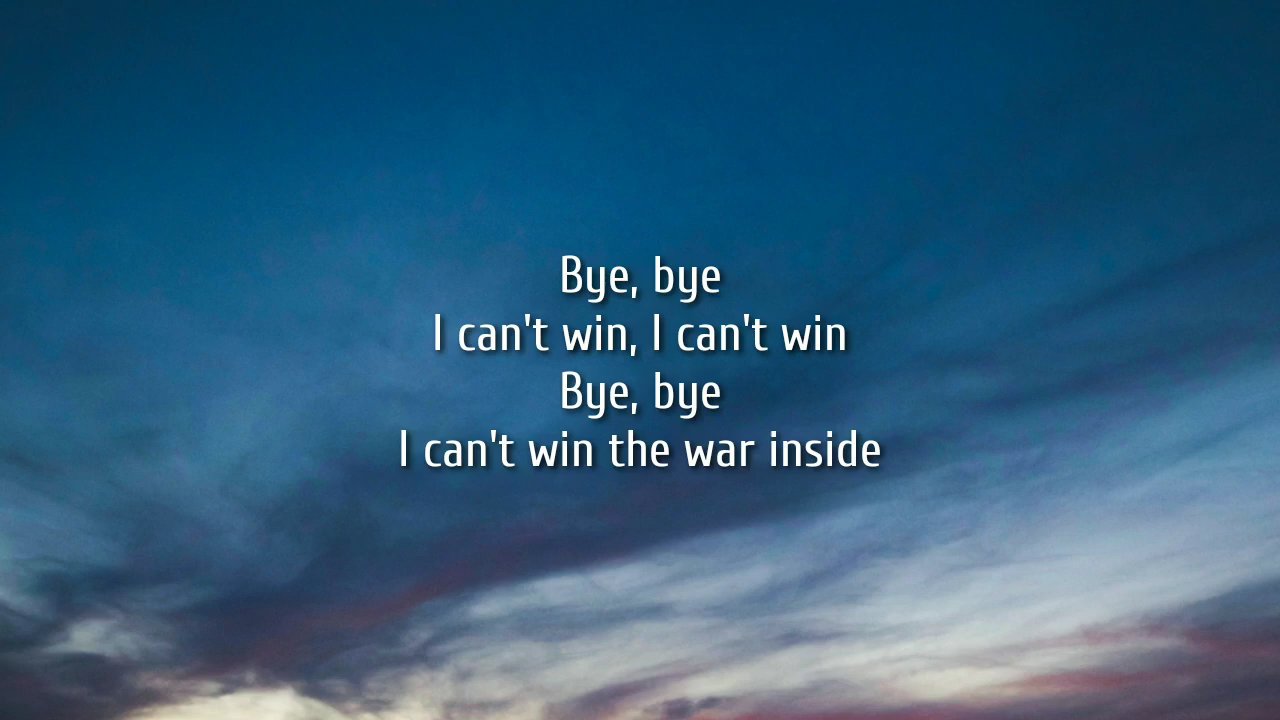 Bye, bye
I can't win, I can't win
Bye, bye
I can't win the war inside